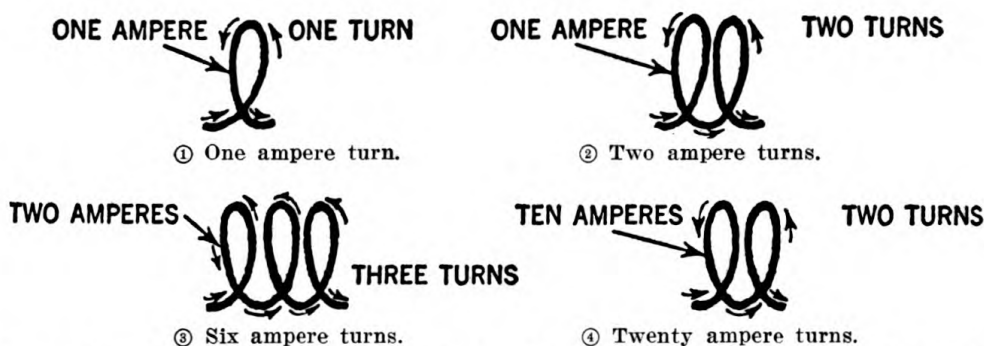 ONE AMPERE ONE TURN
① One ampere turn.
ONE AMPERE TWO TURNS
② Two ampere turns.
TWO AMPERES
THREE TURNS
③ Six ampere turns.
TEN AMPERES TWO TURNS
④ Twenty ampere turns.